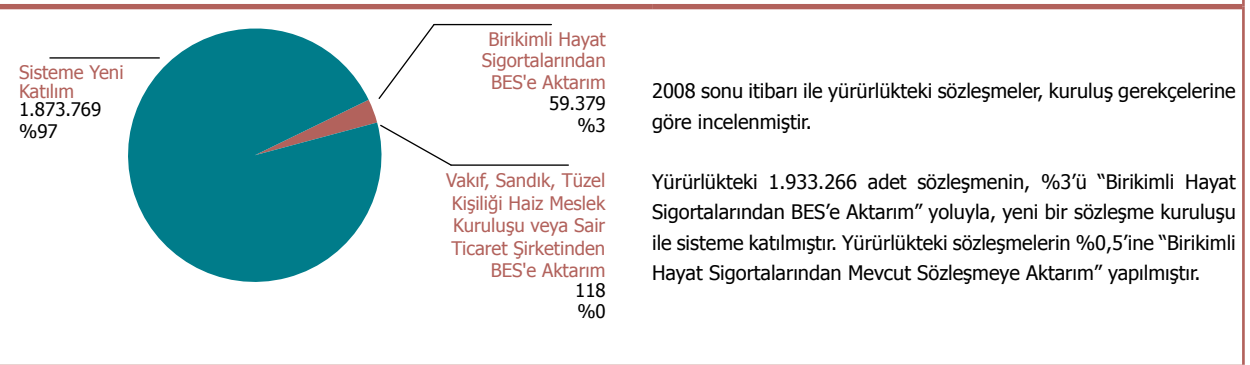 Sisteme Yeni
Katılım
1.873.769
%97
Birikimli Hayat
Sigortalarından
BES'e Aktarım
59.379
%3
Vakıf, Sandık, Tüzel
Kişiliği Haiz Meslek
Kuruluşu veya Sair
Ticaret Şirketinden
BES'e Aktarım
118
%0
2008 sonu itibarı ile yürürlükteki sözleşmeler, kuruluş gerekçelerine
göre incelenmiştir.
Yürürlükteki 1.933.266 adet sözleşmenin, %3’ü “Birikimli Hayat
Sigortalarından BES’e Aktarım” yoluyla, yeni bir sözleşme kuruluşu
ile sisteme katılmıştır. Yürürlükteki sözleşmelerin %0,5’ine “Birikimli
Hayat Sigortalarından Mevcut Sözleşmeye Aktarım” yapılmıştır.